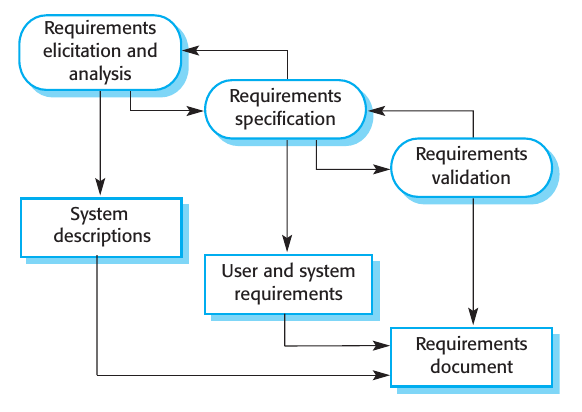 Requirements
elicitation and
analysis
Requirements
specification
Requirements
validation
System
descriptions
User and system
requirements
Requirements
document